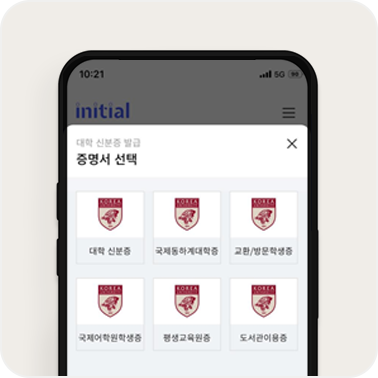 10:21
5G 98
initial
대학 신분증 발급
증명서 선택
KOREA
KOREA
KOREA
대학 신분증
국제동하계대학증
교환/방문학생증
KOREA
KOREA
KOREA
국제어학원학생증
평생교육원증
도서관이용증